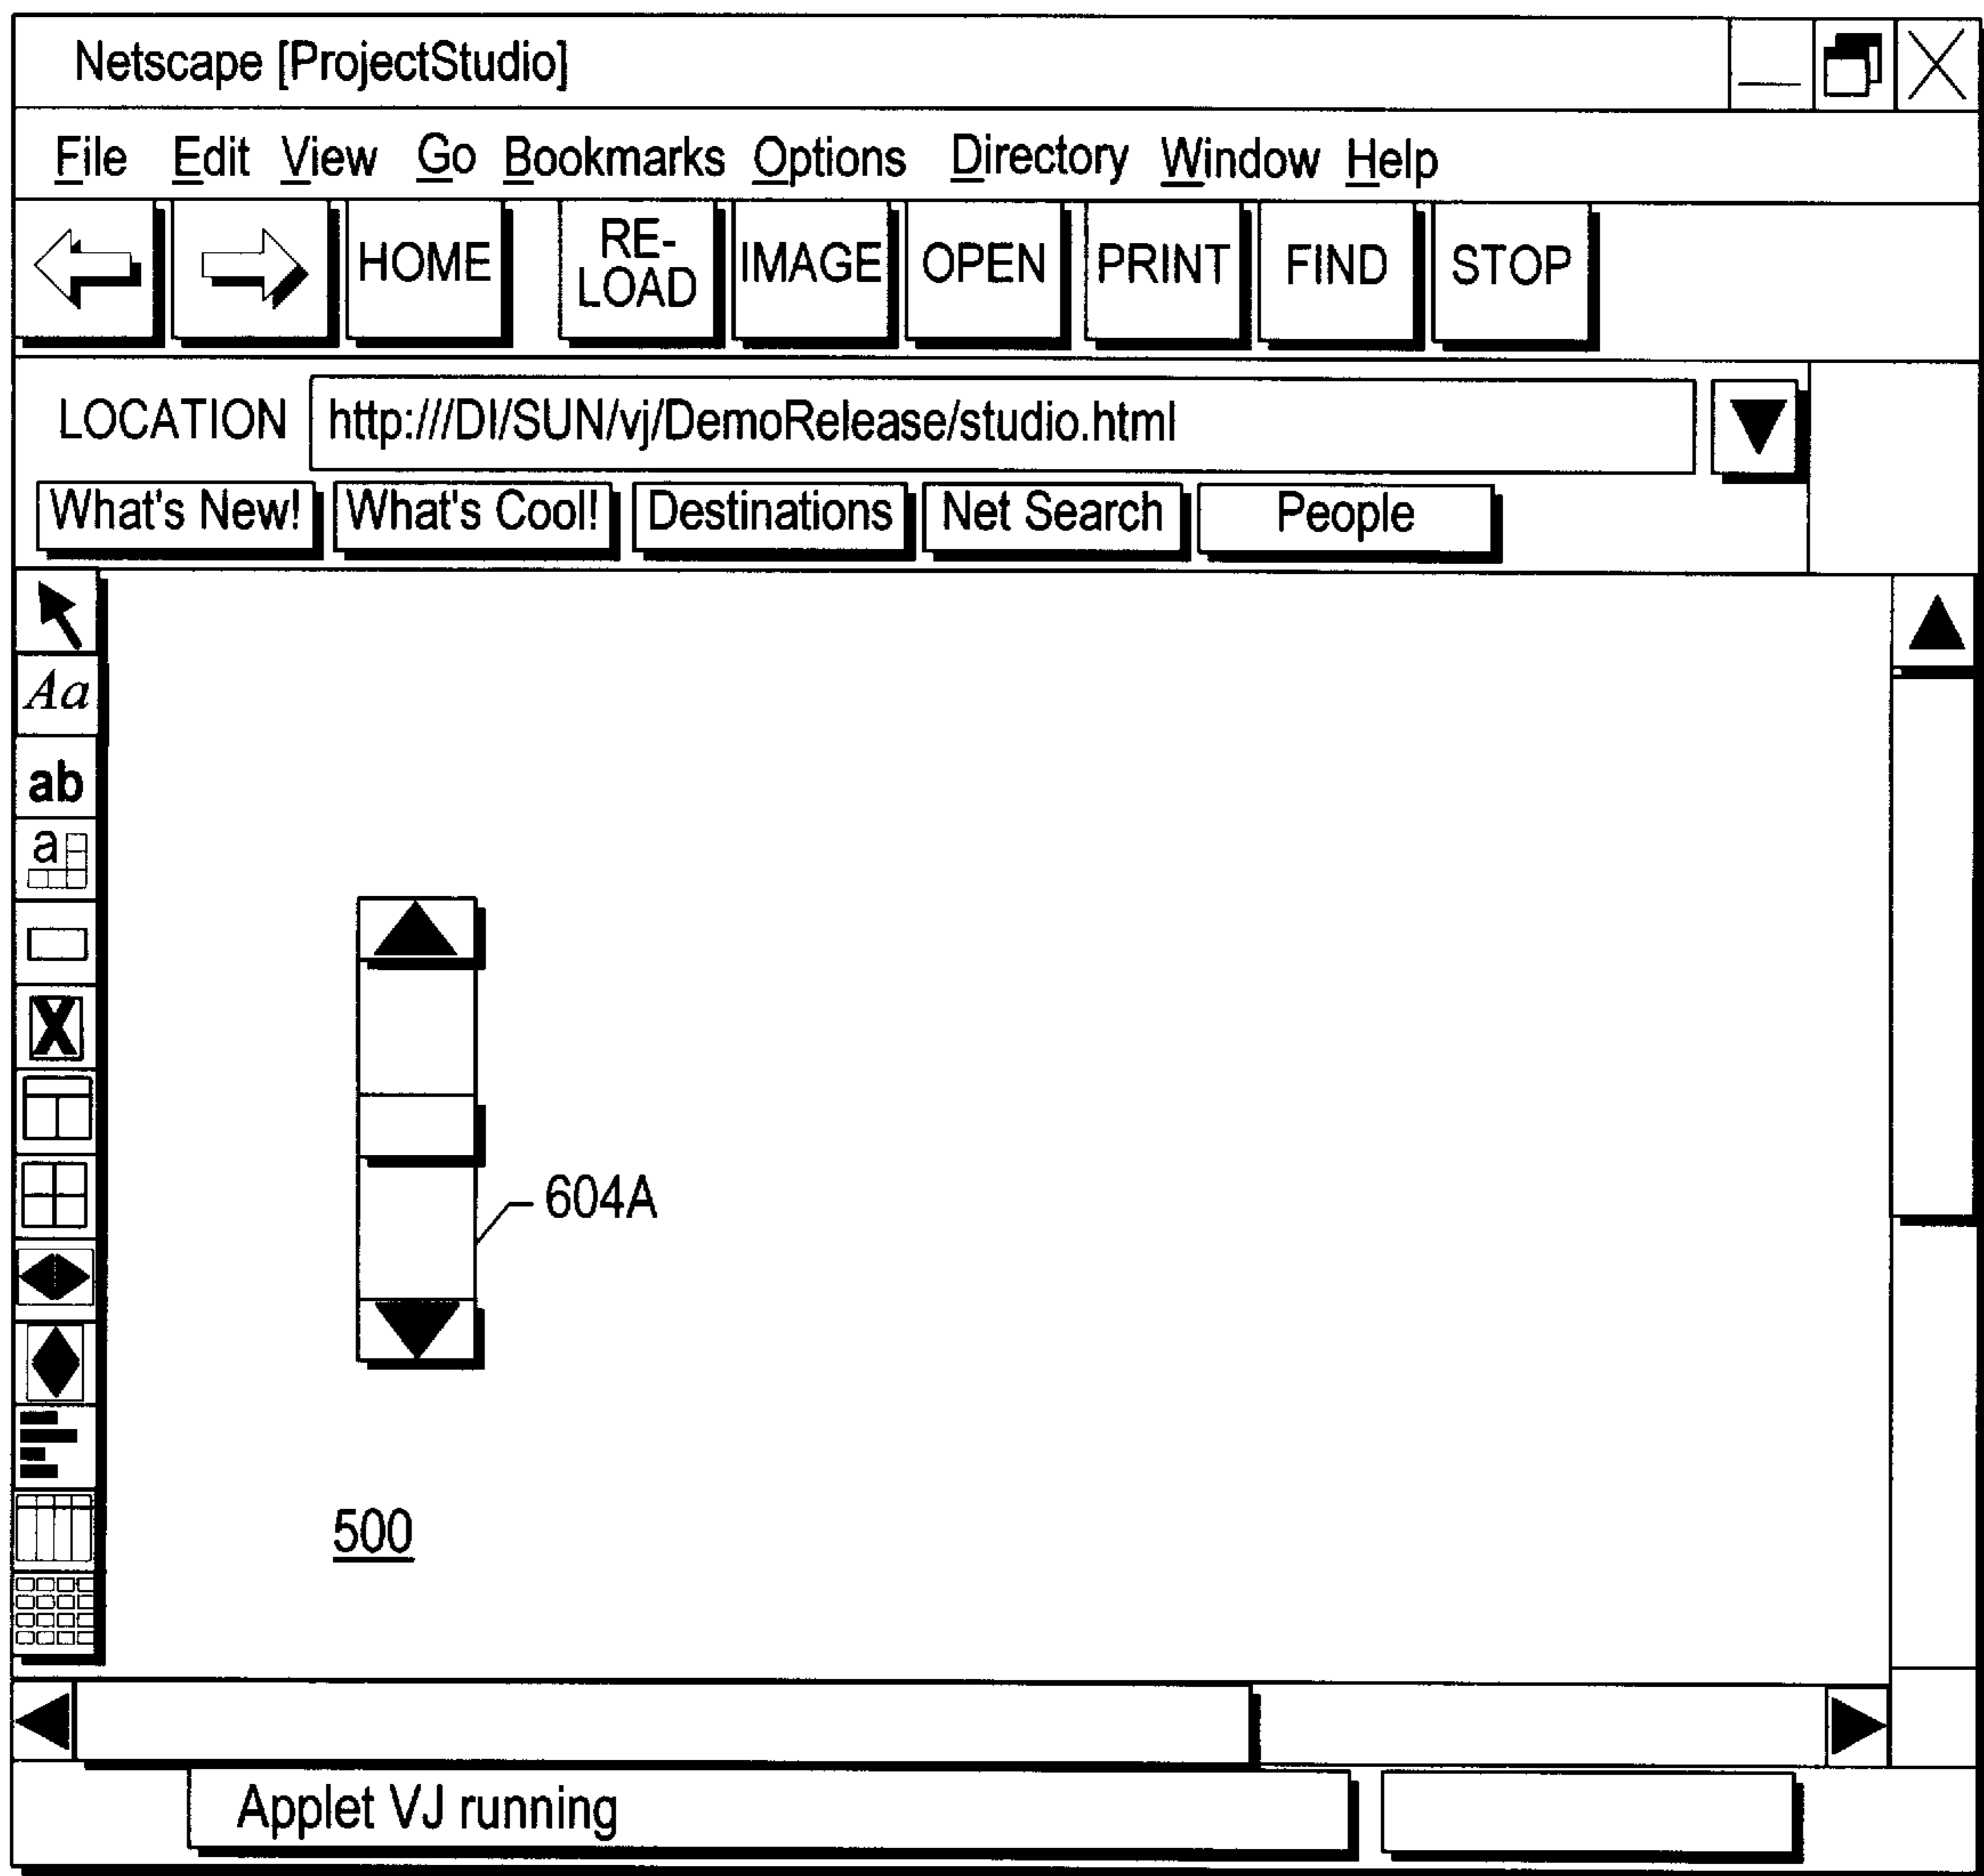 Netscape [ProjectStudio]
File Edit View Go Bookmarks Options Directory Window Help
HOME RE-LOAD IMAGE OPEN PRINT FIND STOP
LOCATION http:///DI/SUN/vj/DemoRelease/studio.html
What's New! What's Cool! Destinations Net Search People
Aa
ab
a
X
604A
500
Applet VJ running